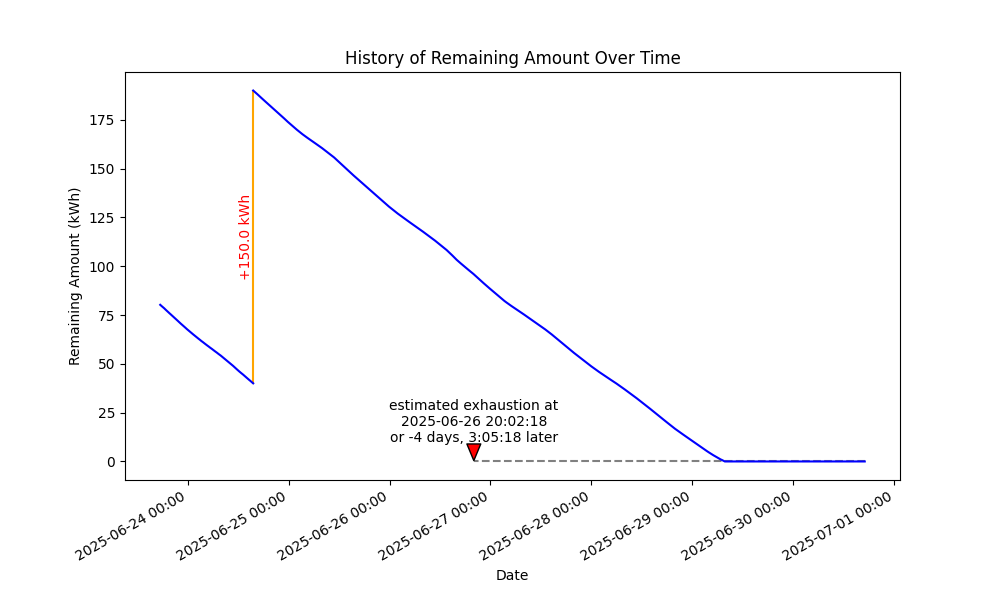 History of Remaining Amount Over Time
Remaining Amount (kWh)
175
150
125
100
75
50
25
0
+150.0 kWh
estimated exhaustion at
2025-06-26 20:02:18
or -4 days, 3:05:18 later
2025-06-24 00:00
2025-06-25 00:00
2025-06-26 00:00
2025-06-27 00:00
2025-06-28 00:00
2025-06-29 00:00
2025-06-30 00:00
2025-07-01 00:00
Date